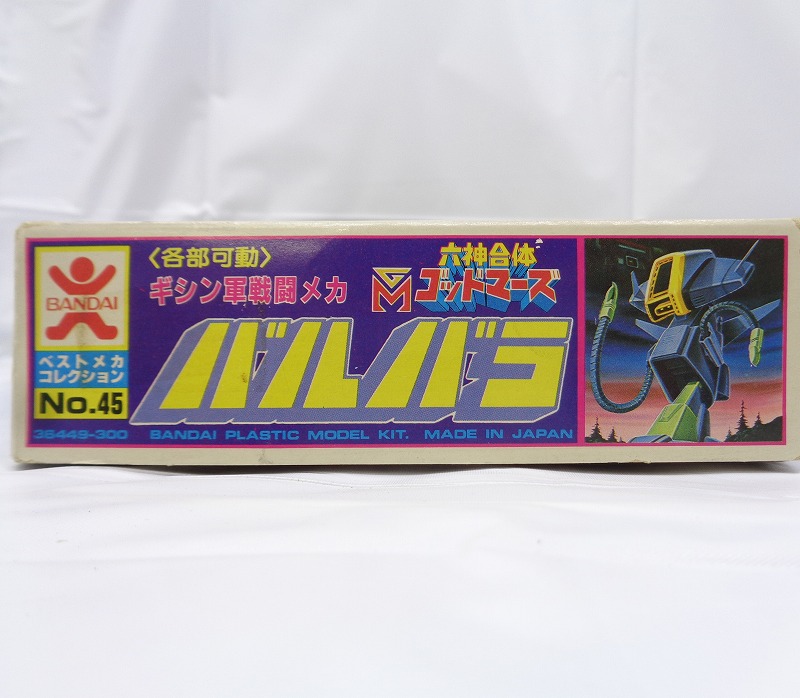 BANDAI
ベストメカ
コレクション
No.45
36449-300
〈各部可動〉
ギシン軍戦闘メカ
六神合体
GM ゴッドマーズ
バルバラ
BANDAI PLASTIC MODEL KIT. MADE IN JAPAN